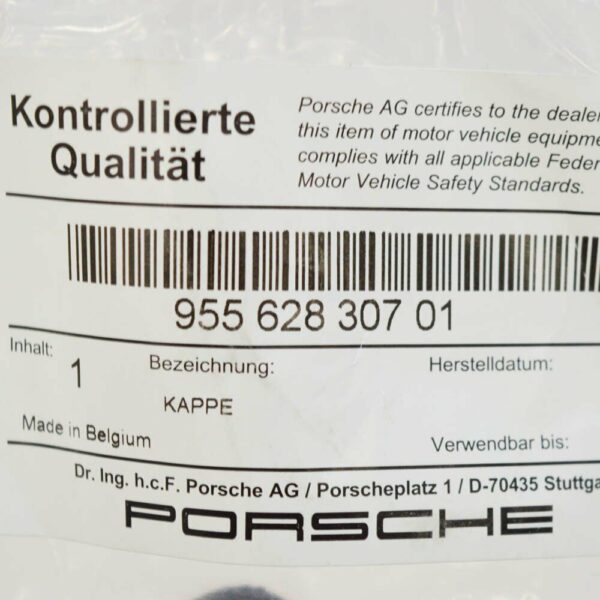 Kontrollierte
Qualität
Porsche AG certifies to the dealer
this item of motor vehicle equipme
complies with all applicable Feder
Motor Vehicle Safety Standards.
955 628 307 01
Inhalt:
1
Bezeichnung:
KAPPE
Herstelldatum:
Made in Belgium
Verwendbar bis:
Dr. Ing. h.c.F. Porsche AG / Porscheplatz 1 / D-70435 Stuttga
PORSCHE